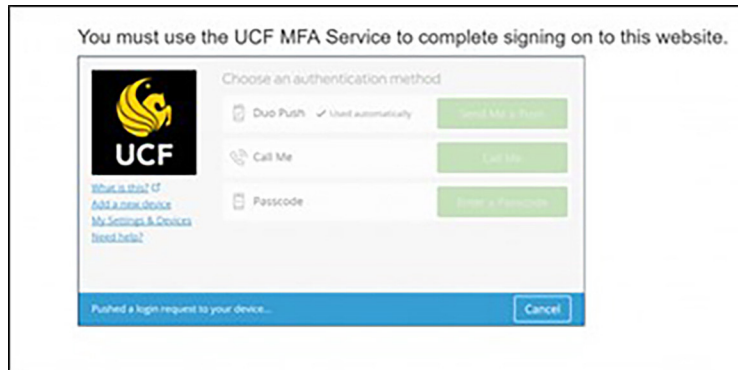 You must use the UCF MFA Service to complete signing on to this website.
Choose an authentication method
Duo Push ✓ Used automatically
Send Me a Push
UCF
Call Me
Call Me
What is this?
Add a new device
Passcode
Enter a Passcode
My Settings & Devices
Need help?
Pushed a login request to your device...
Cancel